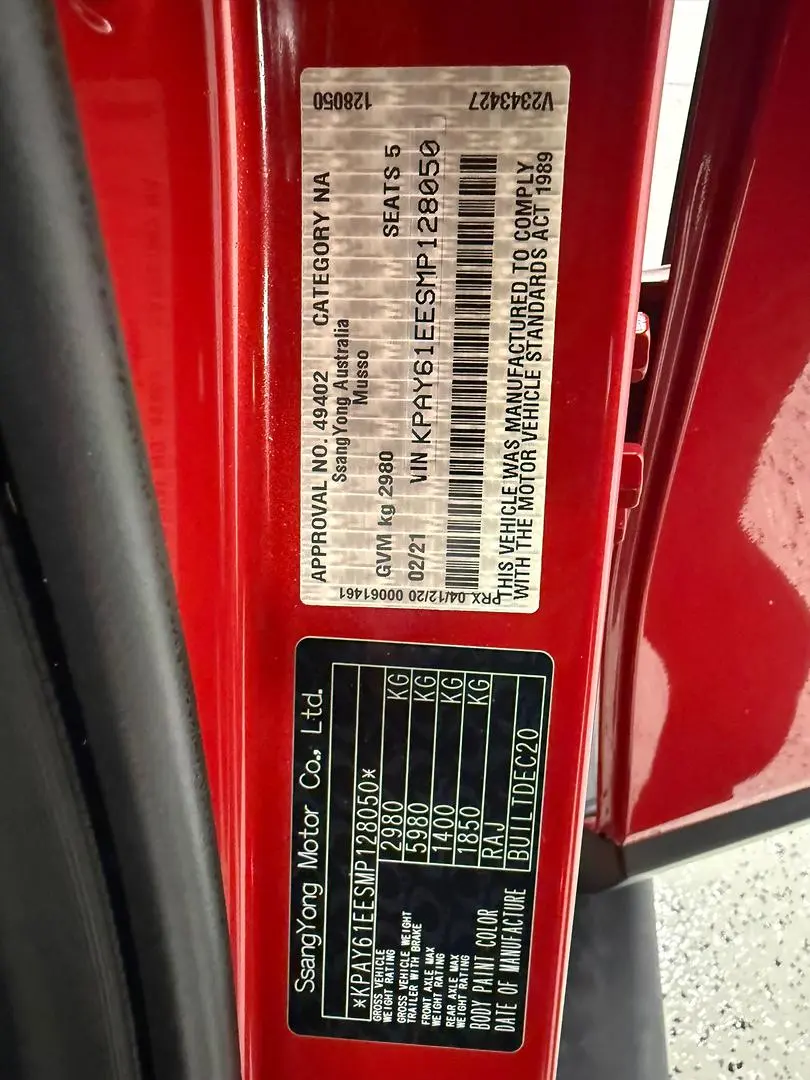 APPROVAL NO. 49402 CATEGORY NA
SsangYong Australia
Musso
GVM kg 2980 SEATS 5
02/21 VIN KPAY61EESMP128050
THIS VEHICLE WAS MANUFACTURED TO COMPLY
WITH THE MOTOR VEHICLE STANDARDS ACT 1989
PRX 04/12/20 00061461
128050
V2343427
SsangYong Motor Co., Ltd.
*KPAY61EESMP128050*
GROSS VEHICLE
WEIGHT RATING 2980 KG
GROSS VEHICLE WEIGHT
TRAILER WITH BRAKE 5980 KG
FRONT AXLE MAX
WEIGHT RATING 1400 KG
REAR AXLE MAX
WEIGHT RATING 1850 KG
BODY PAINT COLOR RAJ
DATE OF MANUFACTURE BUILTDEC20